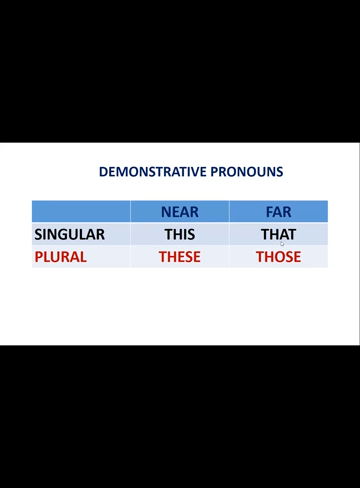 DEMONSTRATIVE PRONOUNS
NEAR FAR
SINGULAR THIS THAT
PLURAL THESE THOSE